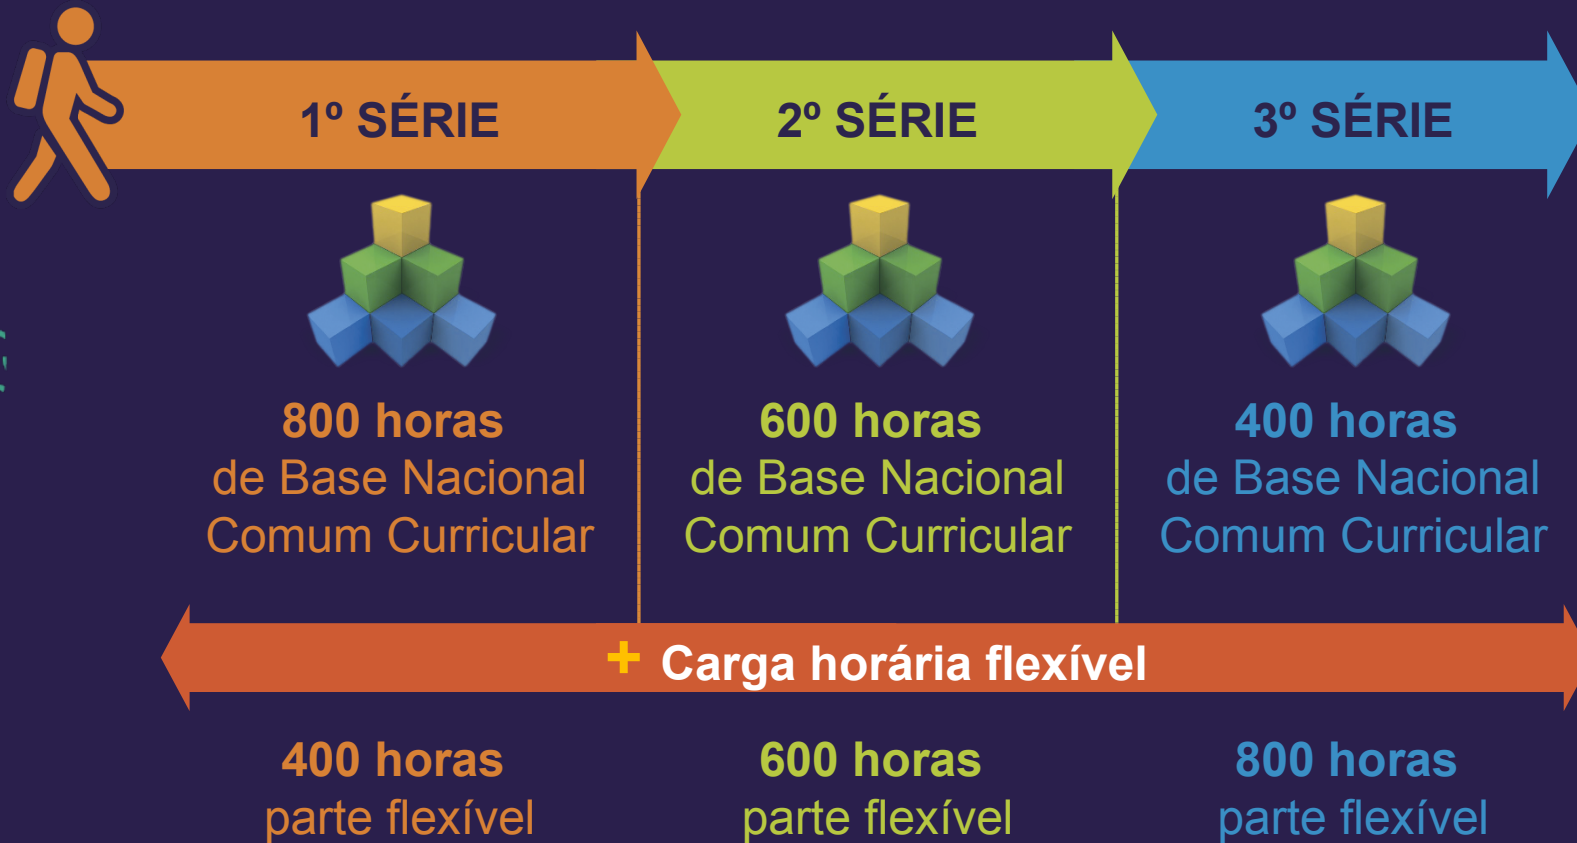 1º SÉRIE
2º SÉRIE
3º SÉRIE
800 horas
de Base Nacional
Comum Curricular
600 horas
de Base Nacional
Comum Curricular
400 horas
de Base Nacional
Comum Curricular
+ Carga horária flexível
400 horas
parte flexível
600 horas
parte flexível
800 horas
parte flexível